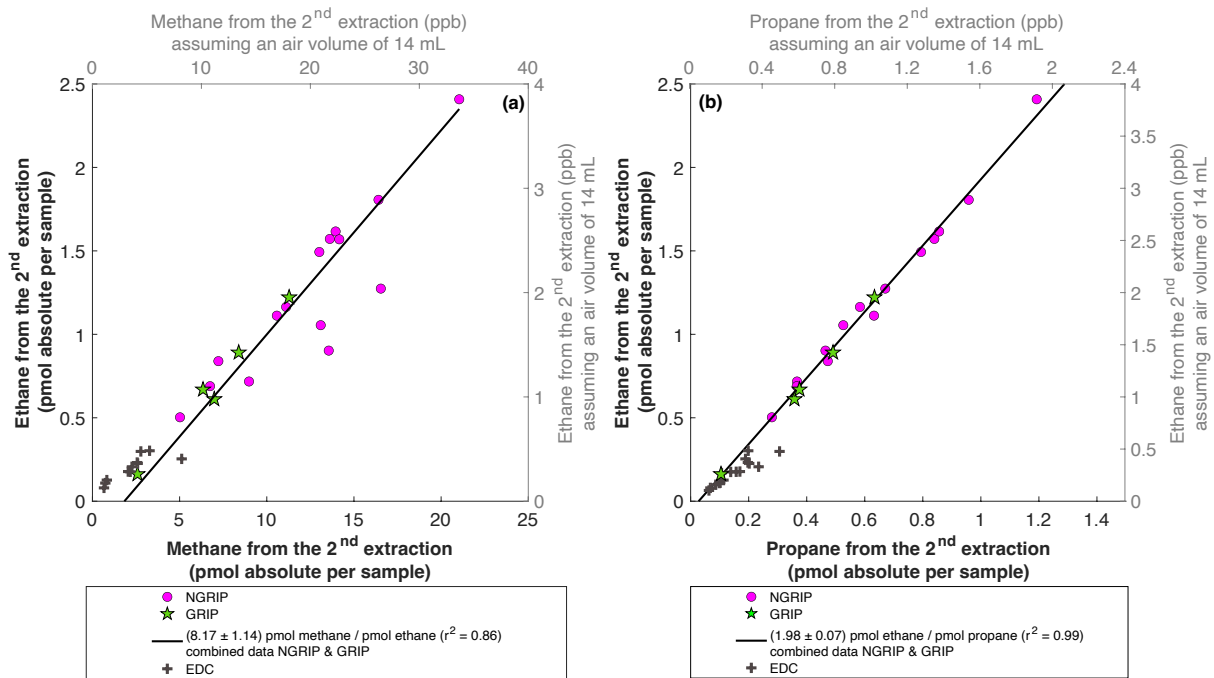 Methane from the 2nd extraction (ppb)
assuming an air volume of 14 mL
0 10 20 30 40
2.5
2
1.5
1
0.5
0
Ethane from the 2nd extraction
(pmol absolute per sample)
(a)
4
3
2
1
0
Ethane from the 2nd extraction (ppb)
assuming an air volume of 14 mL
0 5 10 15 20 25
Methane from the 2nd extraction
(pmol absolute per sample)
NGRIP
GRIP
(8.17 ± 1.14) pmol methane / pmol ethane (r2 = 0.86)
combined data NGRIP & GRIP
EDC
Propane from the 2nd extraction (ppb)
assuming an air volume of 14 mL
0 0.4 0.8 1.2 1.6 2 2.4
2.5
2
1.5
1
0.5
0
Ethane from the 2nd extraction
(pmol absolute per sample)
(b)
4
3.5
3
2.5
2
1.5
1
0.5
0
Ethane from the 2nd extraction (ppb)
assuming an air volume of 14 mL
0 0.2 0.4 0.6 0.8 1 1.2 1.4
Propane from the 2nd extraction
(pmol absolute per sample)
NGRIP
GRIP
(1.98 ± 0.07) pmol ethane / pmol propane (r2 = 0.99)
combined data NGRIP & GRIP
EDC